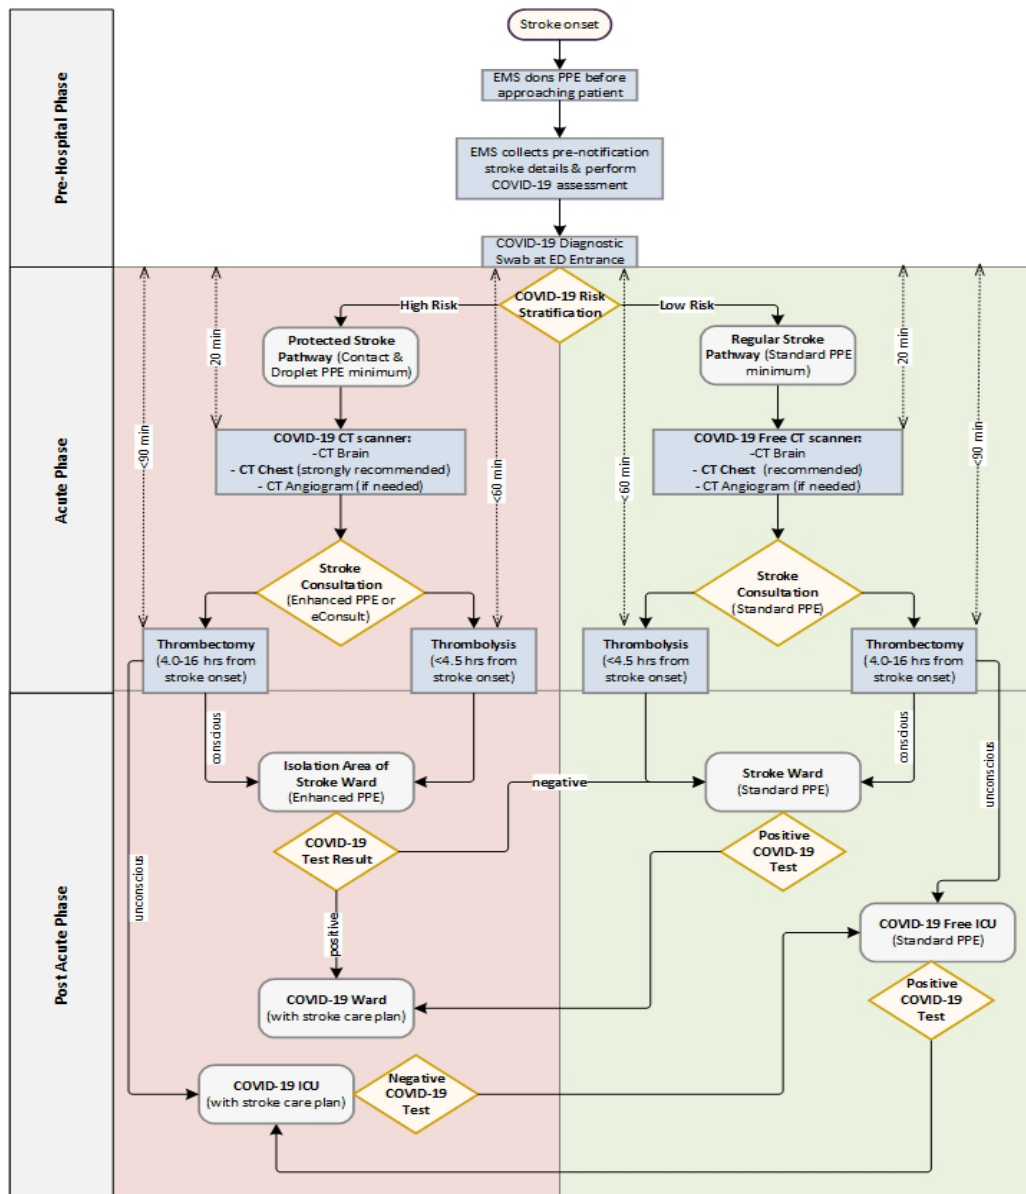 Pre-Hospital Phase
Stroke onset
EMS dons PPE before
approaching patient
EMS collects pre-notification
stroke details & perform
COVID-19 assessment
COVID-19 Diagnostic
Swab at ED Entrance
Acute Phase
COVID-19 Risk
Stratification
High Risk
Low Risk
Protected Stroke
Pathway (Contact &
Droplet PPE minimum)
Regular Stroke
Pathway (Standard PPE
minimum)
20 min
20 min
<90 min
<60 min
<60 min
<90 min
COVID-19 CT scanner:
-CT Brain
- CT Chest (strongly recommended)
- CT Angiogram (if needed)
COVID-19 Free CT scanner:
-CT Brain
- CT Chest (recommended)
- CT Angiogram (if needed)
Stroke
Consultation
(Enhanced PPE or
eConsult)
Stroke
Consultation
(Standard PPE)
Thrombectomy
(4.0-16 hrs from
stroke onset)
Thrombolysis
(<4.5 hrs from
stroke onset)
Thrombolysis
(<4.5 hrs from
stroke onset)
Thrombectomy
(4.0-16 hrs from
stroke onset)
Post Acute Phase
conscious
conscious
unconscious
unconscious
Isolation Area of
Stroke Ward
(Enhanced PPE)
negative
Stroke Ward
(Standard PPE)
COVID-19
Test Result
Positive
COVID-19
Test
positive
COVID-19 Free ICU
(Standard PPE)
COVID-19 Ward
(with stroke care plan)
Positive
COVID-19
Test
COVID-19 ICU
(with stroke care plan)
Negative
COVID-19
Test